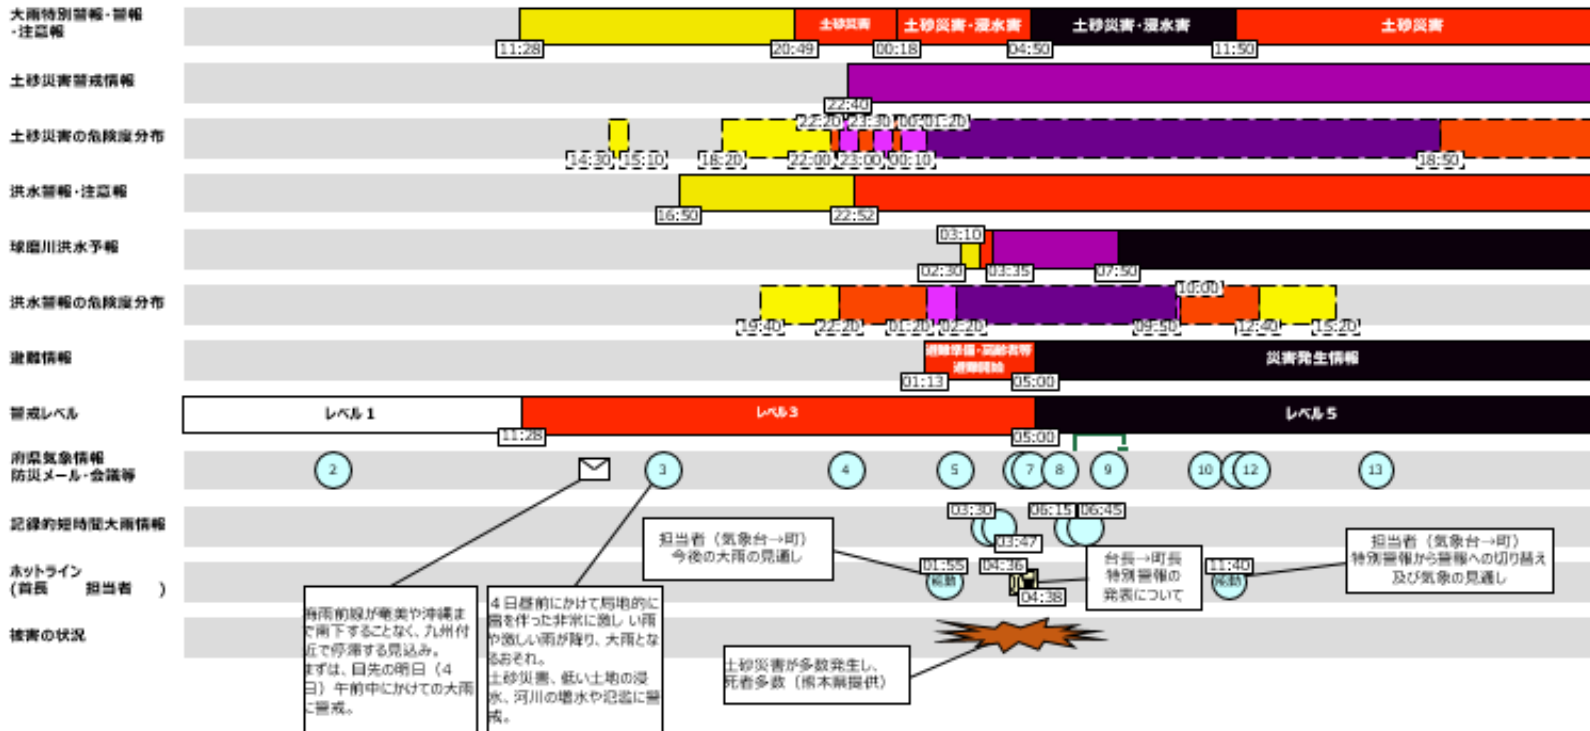 大雨特別警報・警報
・注意報
土砂災害
土砂災害・浸水害
土砂災害・浸水害
土砂災害
11:28
20:49
00:18
04:50
11:50
土砂災害警戒情報
22:40
土砂災害の危険度分布
22:20
23:30
01:20
14:30
15:10
18:20
22:00
23:00
00:10
18:50
洪水警報・注意報
16:50
22:52
球磨川洪水予報
03:10
02:30
03:35
07:50
洪水警報の危険度分布
10:00
19:40
22:20
01:20
02:20
09:50
12:40
15:20
避難情報
避難準備・高齢者等
避難開始
災害発生情報
01:13
05:00
警戒レベル
レベル1
レベル3
レベル5
11:28
05:00
府県気象情報
防災メール・会議等
2
3
4
5
7
8
9
10
12
13
記録的短時間大雨情報
03:30
06:15
06:45
03:47
担当者（気象台→町）
今後の大雨の見通し
台長→町長
特別警報の
発表について
担当者（気象台→町）
特別警報から警報への切り替え
及び気象の見通し
ホットライン
(首長 担当者 )
01:55
04:36
11:40
能動
能動
04:38
梅雨前線が奄美や沖縄ま
で南下することなく、九州付
近で停滞する見込み。
まずは、目先の明日（4
日）午前中にかけての大雨
に警戒。
4日昼前にかけて局地的に
雷を伴った非常に激しい雨
や激しい雨が降り、大雨とな
るおそれ。
土砂災害、低い土地の浸
水、河川の増水や氾濫に警
戒。
被害の状況
土砂災害が多数発生し、
死者多数（熊本県提供）